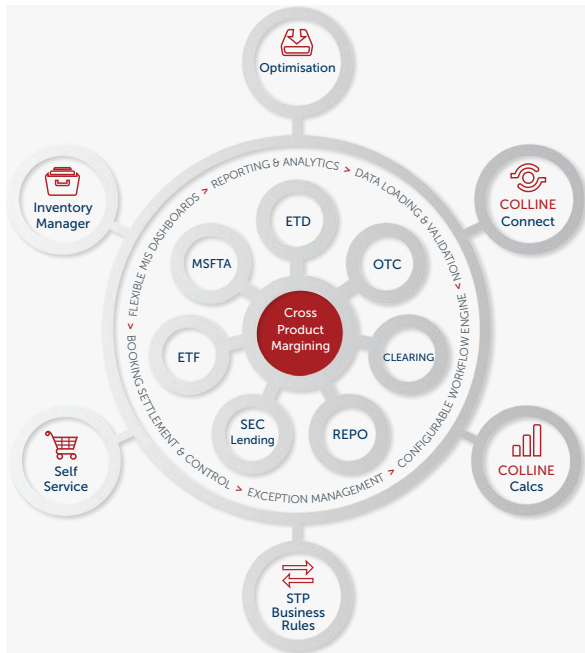 Optimisation
COLLINE
Connect
COLLINE
Calcs
STP
Business
Rules
Self
Service
Inventory
Manager
FLEXIBLE MIS DASHBOARDS > REPORTING & ANALYTICS > DATA LOADING & VALIDATION >
CONFIGURABLE WORKFLOW ENGINE
BOOKING SETTLEMENT & CONTROL > EXCEPTION MANAGEMENT >
<
ETD
OTC
CLEARING
REPO
SEC
Lending
ETF
MSFTA
Cross
Product
Margining